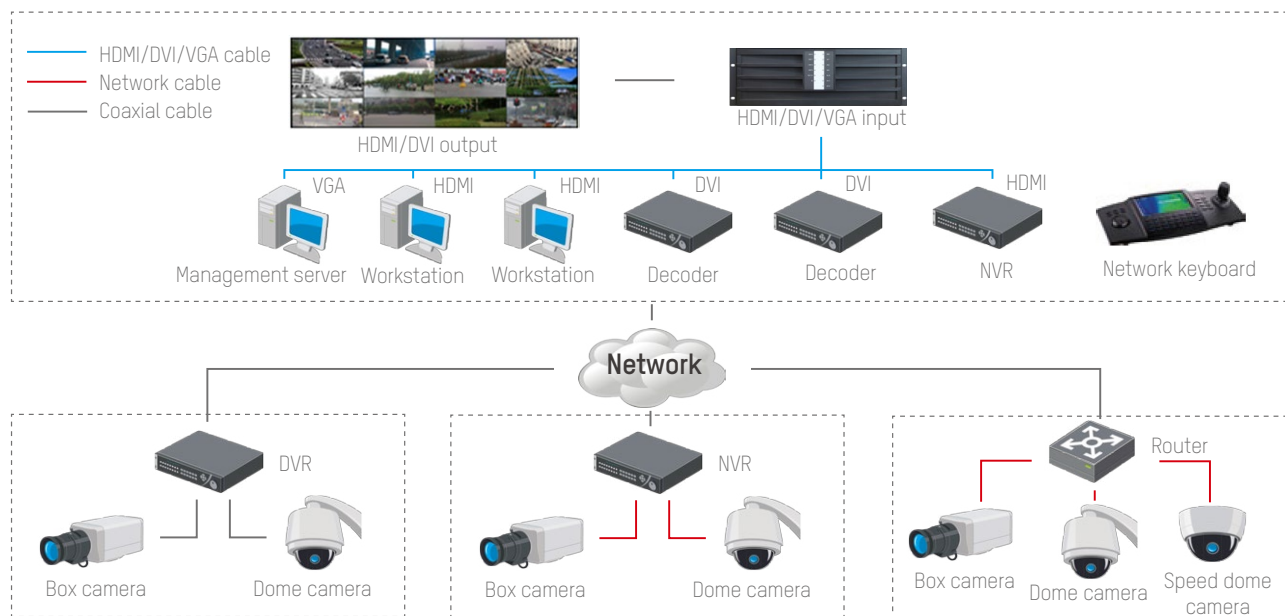 HDMI/DVI/VGA cable
Network cable
Coaxial cable
HDMI/DVI output
HDMI/DVI/VGA input
VGA
HDMI
HDMI
DVI
DVI
HDMI
Management server
Workstation
Workstation
Decoder
Decoder
NVR
Network keyboard
Network
DVR
Box camera
Dome camera
NVR
Box camera
Dome camera
Router
Box camera
Dome camera
Speed dome
camera